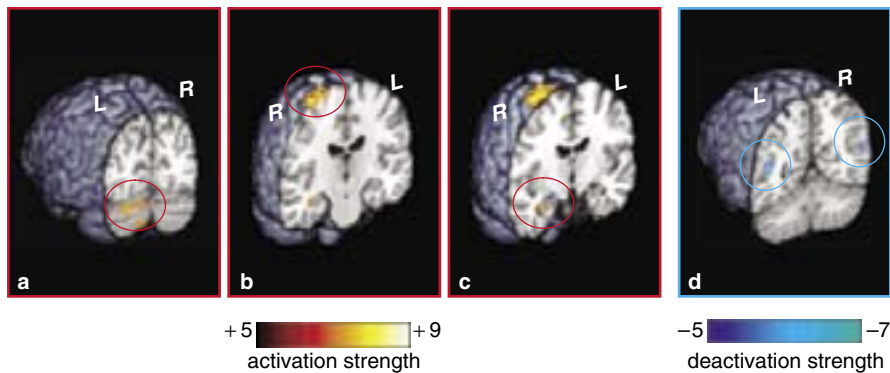 L R
a
R L
b
R L
c
L R
d
+5 +9
activation strength
−5 −7
deactivation strength